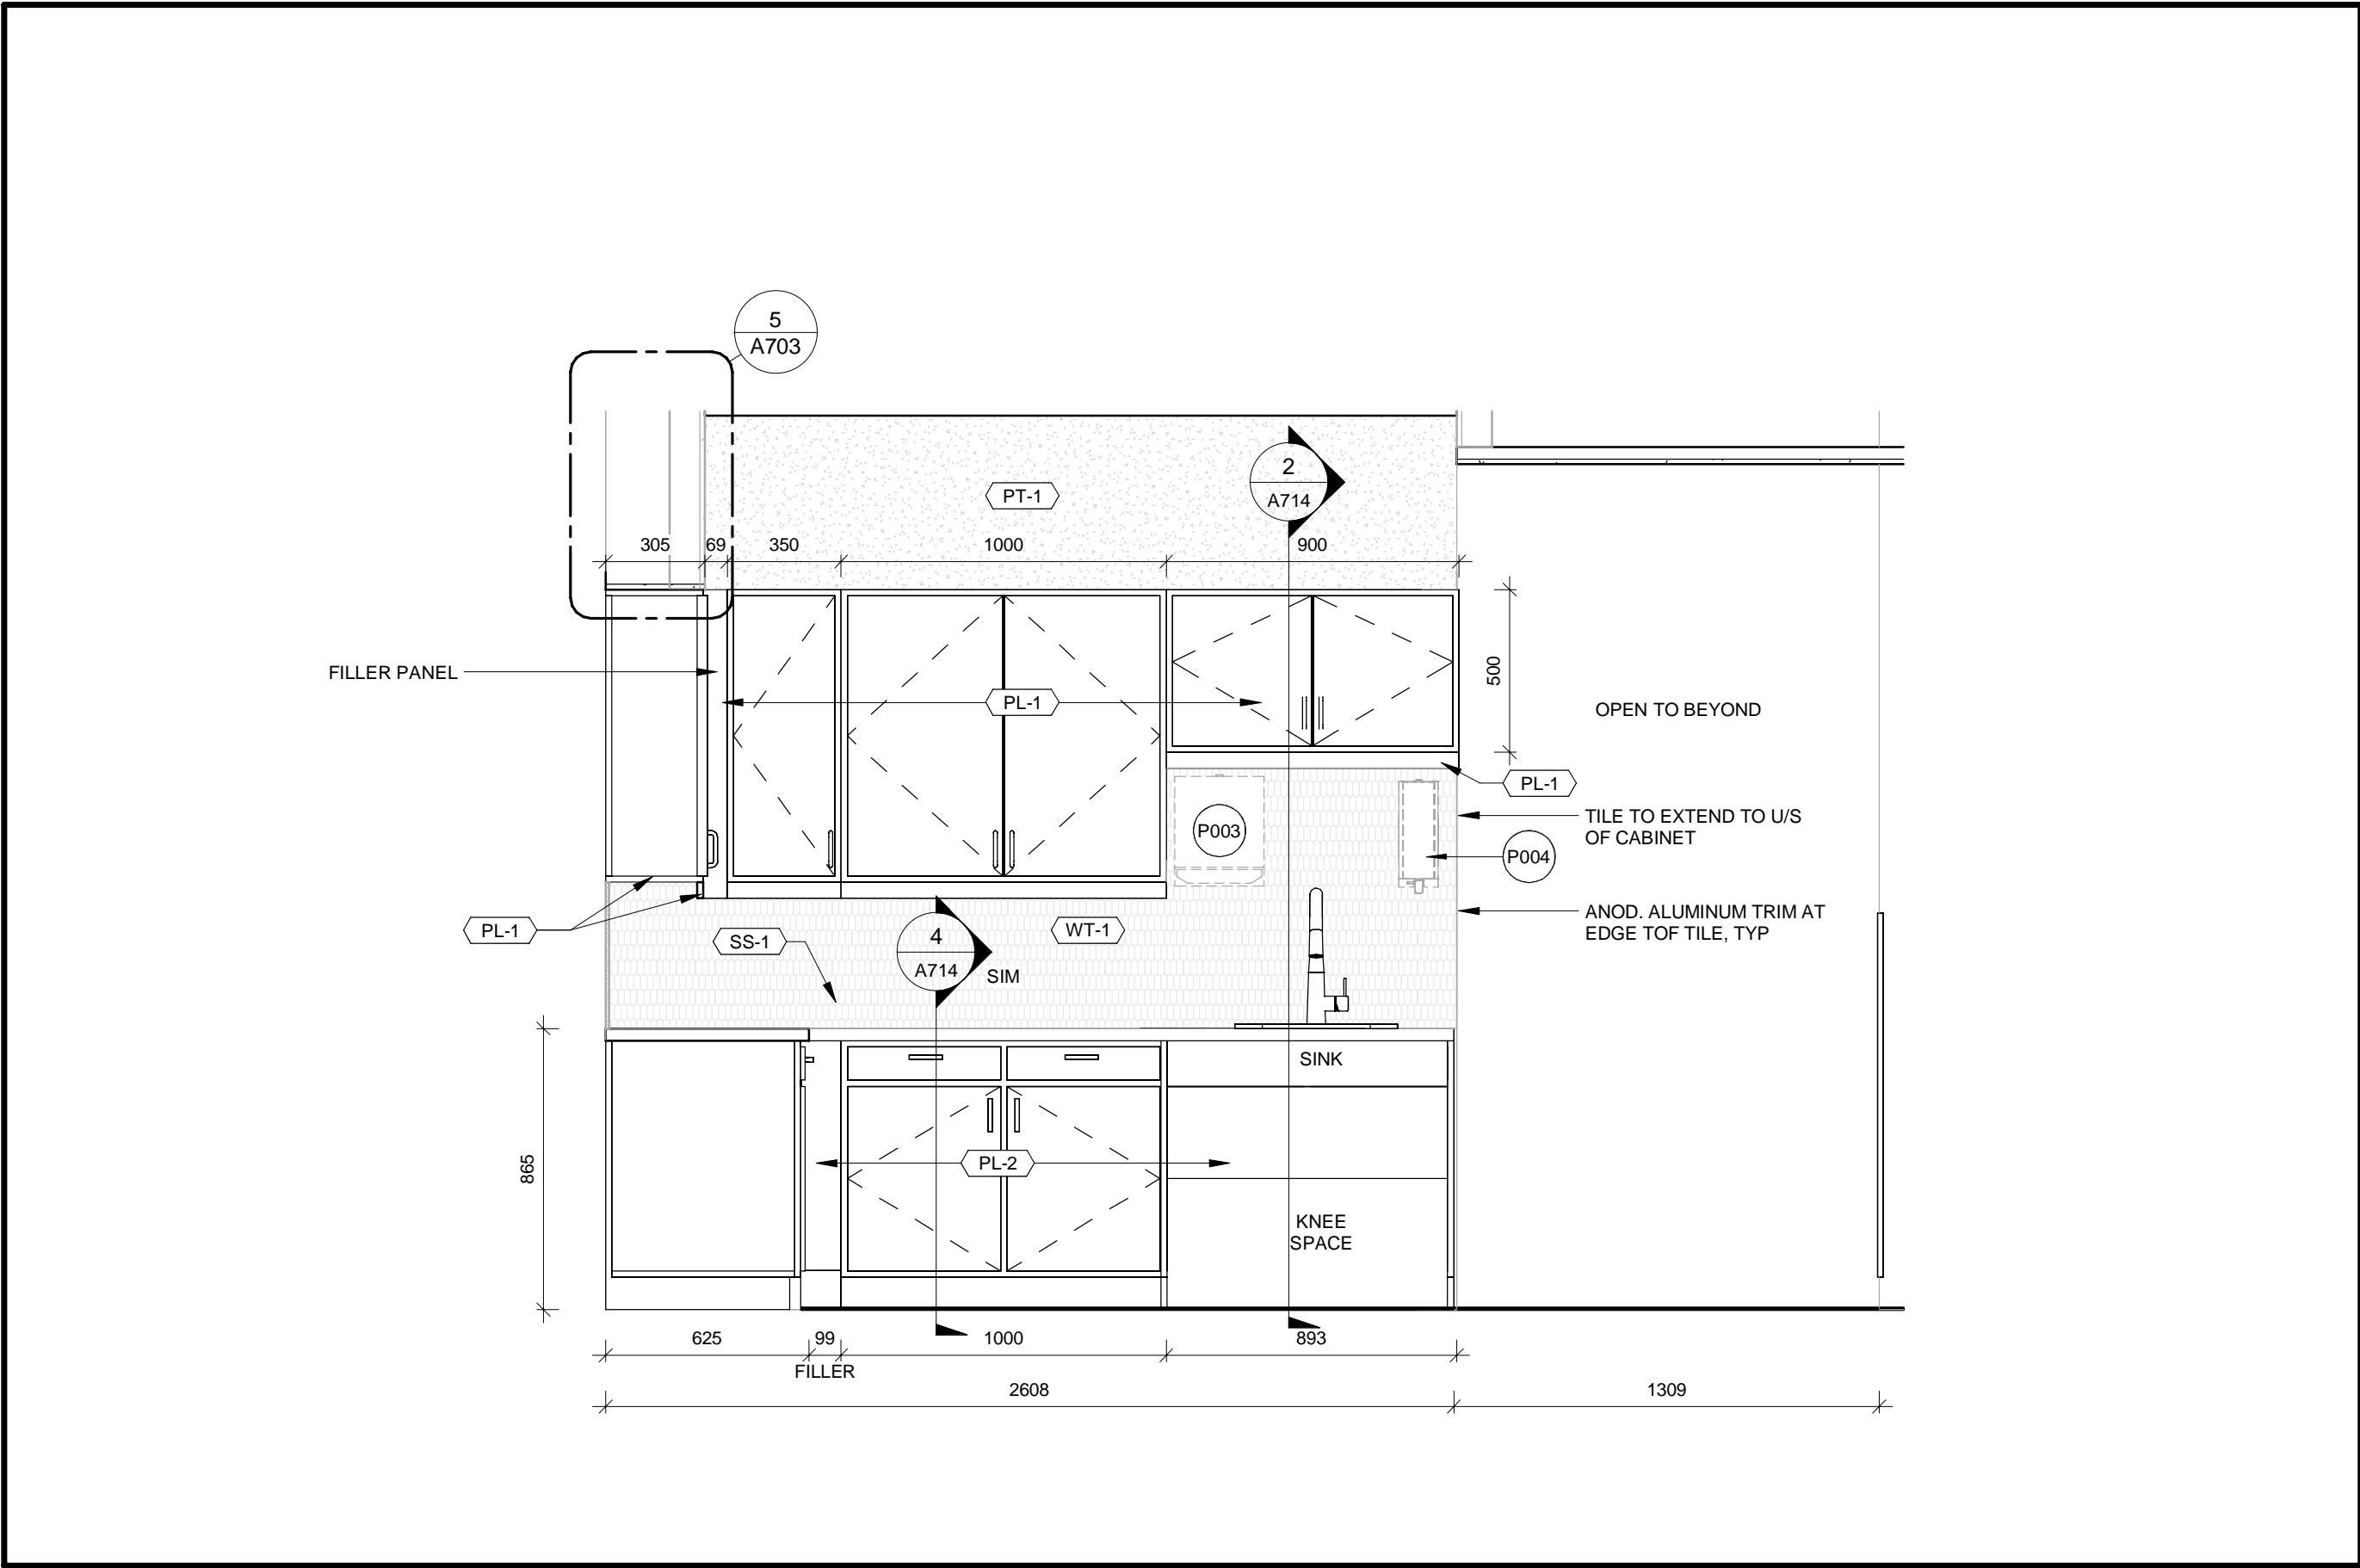 5
A703
2
A714
PT-1
305
69
350
1000
900
FILLER PANEL
PL-1
500
OPEN TO BEYOND
PL-1
P003
TILE TO EXTEND TO U/S
OF CABINET
P004
ANOD. ALUMINUM TRIM AT
EDGE TOF TILE, TYP
PL-1
SS-1
4
A714
SIM
WT-1
SINK
865
PL-2
KNEE
SPACE
625
99
1000
893
FILLER
2608
1309